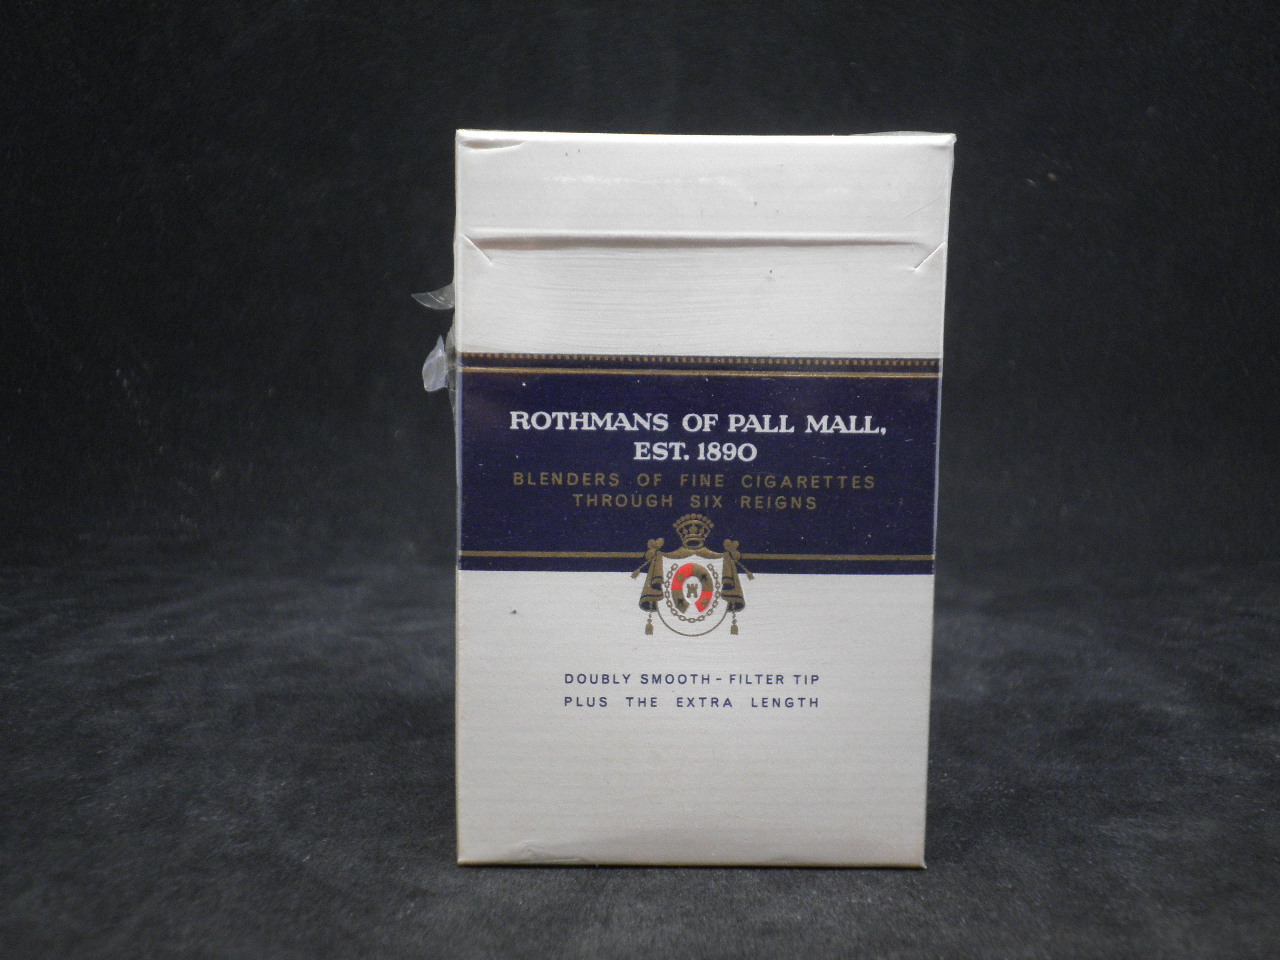 ROTHMANS OF PALL MALL,
EST. 1890
BLENDERS OF FINE CIGARETTES
THROUGH SIX REIGNS
DOUBLY SMOOTH - FILTER TIP
PLUS THE EXTRA LENGTH